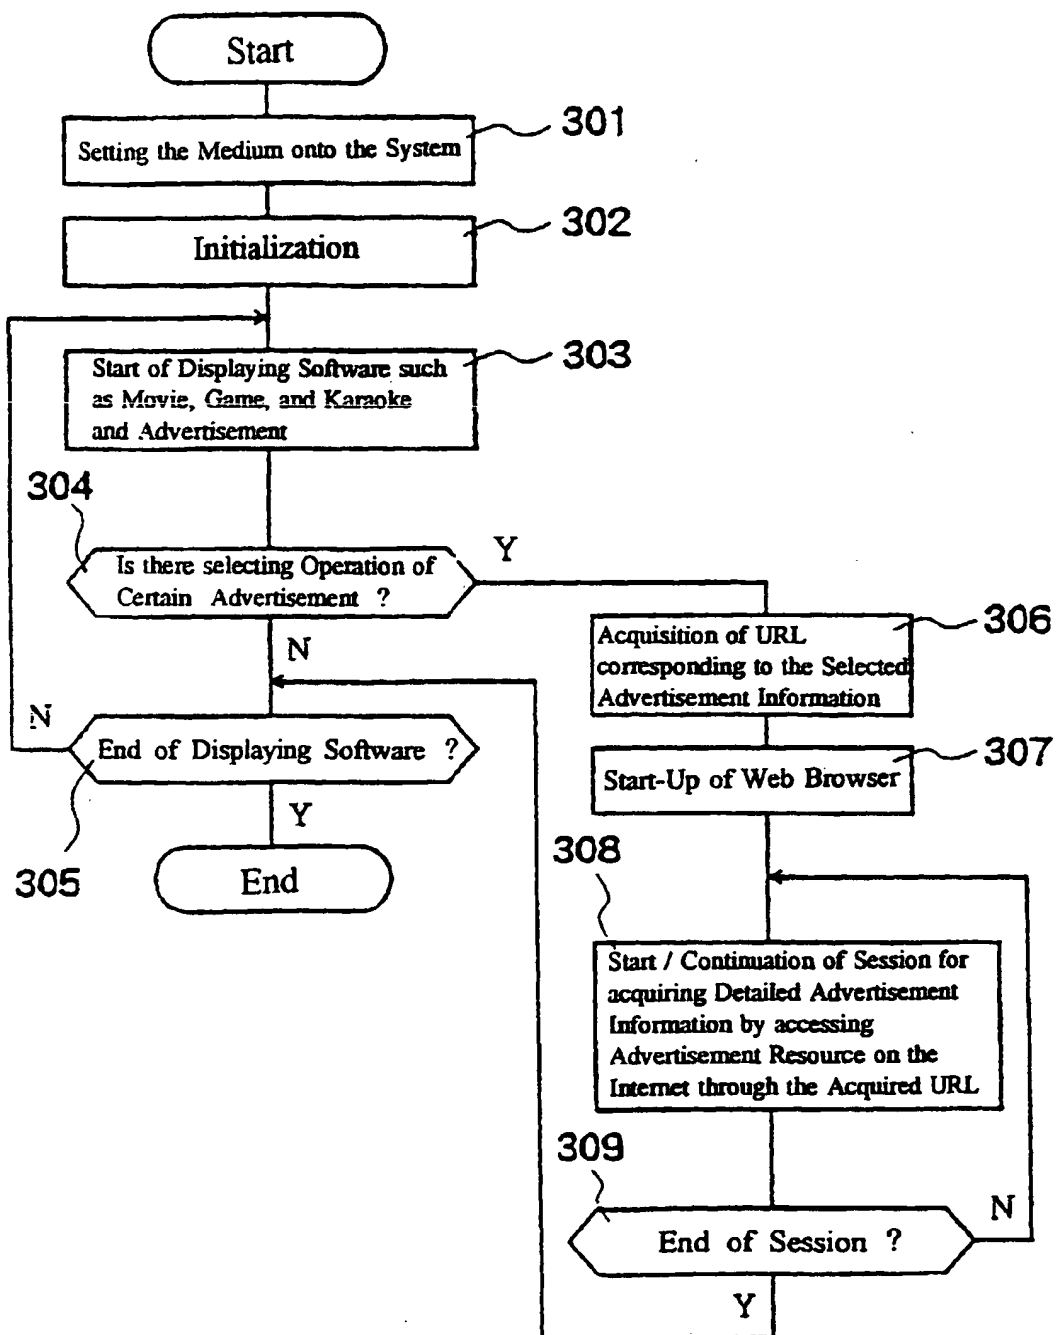 Start
Setting the Medium onto the System
301
Initialization
302
Start of Displaying Software such
as Movie, Game, and Karaoke
and Advertisement
303
304
Is there selecting Operation of
Certain Advertisement ?
Y
N
End of Displaying Software ?
N
305
Y
End
Acquisition of URL
corresponding to the Selected
Advertisement Information
306
Start-Up of Web Browser
307
308
Start / Continuation of Session for
acquiring Detailed Advertisement
Information by accessing
Advertisement Resource on the
Internet through the Acquired URL
309
End of Session ?
N
Y